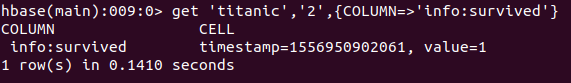 hbase(main):009:0> get 'titanic','2',{COLUMN=>'info:survived'}
COLUMN                CELL
 info:survived        timestamp=1556950902061, value=1
1 row(s) in 0.1410 seconds